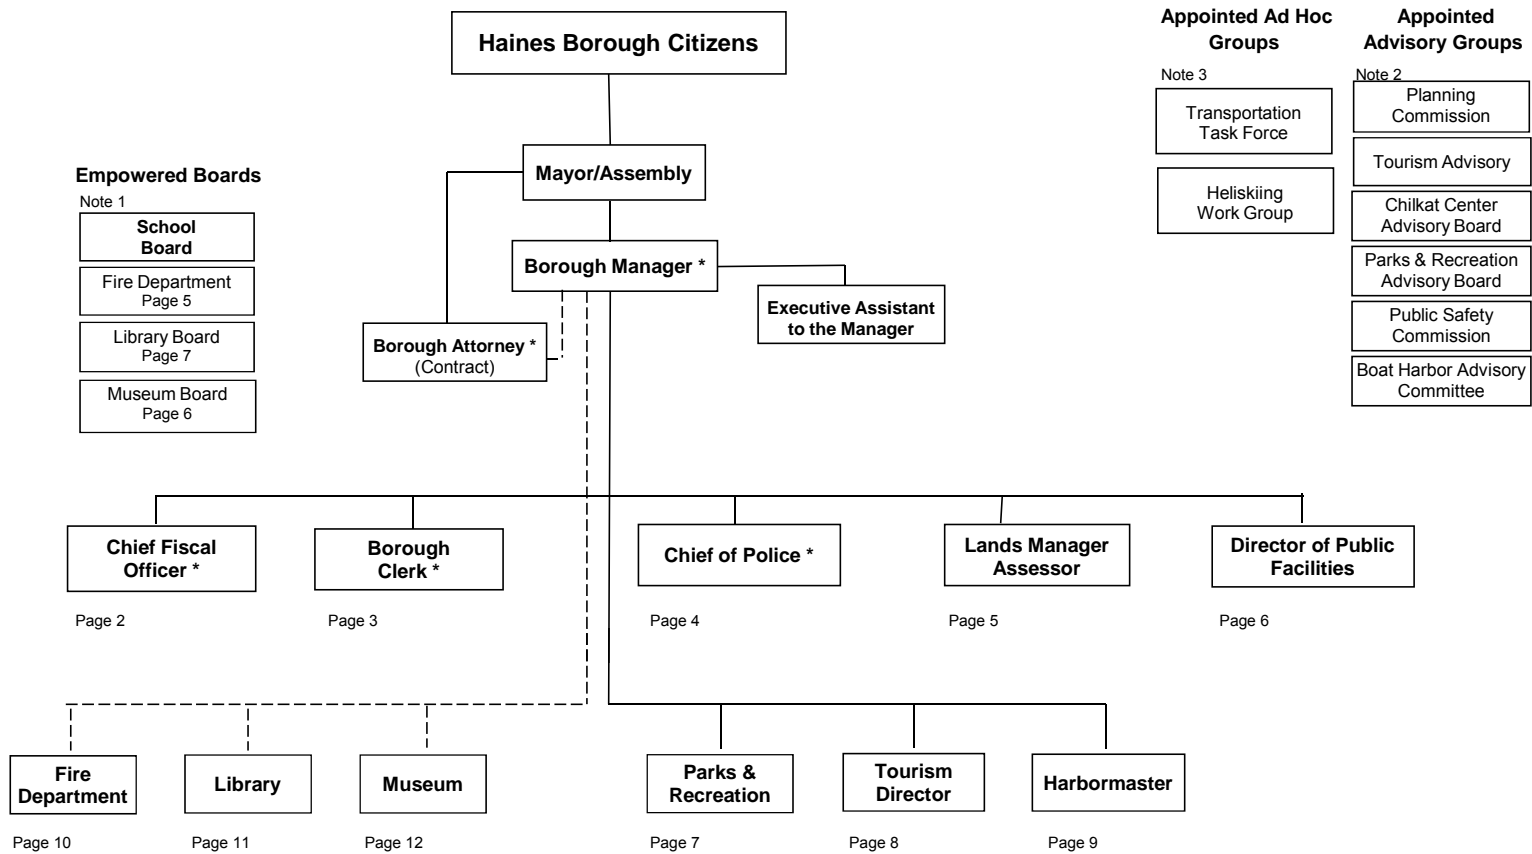 Haines Borough Citizens
Appointed Ad Hoc
Groups
Note 3
Transportation
Task Force
Heliskiing
Work Group
Appointed
Advisory Groups
Note 2
Planning
Commission
Tourism Advisory
Chilkat Center
Advisory Board
Parks & Recreation
Advisory Board
Public Safety
Commission
Boat Harbor Advisory
Committee
Mayor/Assembly
Empowered Boards
Note 1
School
Board
Fire Department
Page 5
Library Board
Page 7
Museum Board
Page 6
Borough Manager *
Executive Assistant
to the Manager
Borough Attorney *
(Contract)
Chief Fiscal
Officer *
Page 2
Borough
Clerk *
Page 3
Chief of Police *
Page 4
Lands Manager
Assessor
Page 5
Director of Public
Facilities
Page 6
Fire
Department
Page 10
Library
Page 11
Museum
Page 12
Parks &
Recreation
Page 7
Tourism
Director
Page 8
Harbormaster
Page 9